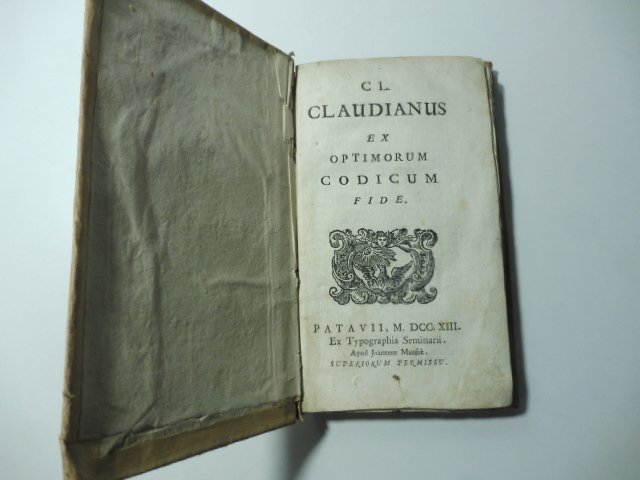 CL.
CLAUDIANUS
EX
OPTIMORUM
CODICUM
FIDE.
PATAVII, M. DCC. XIII.
Ex Typographia Seminarii.
Apud Joannem Manfrè.
SUPERIORUM PERMISSU.